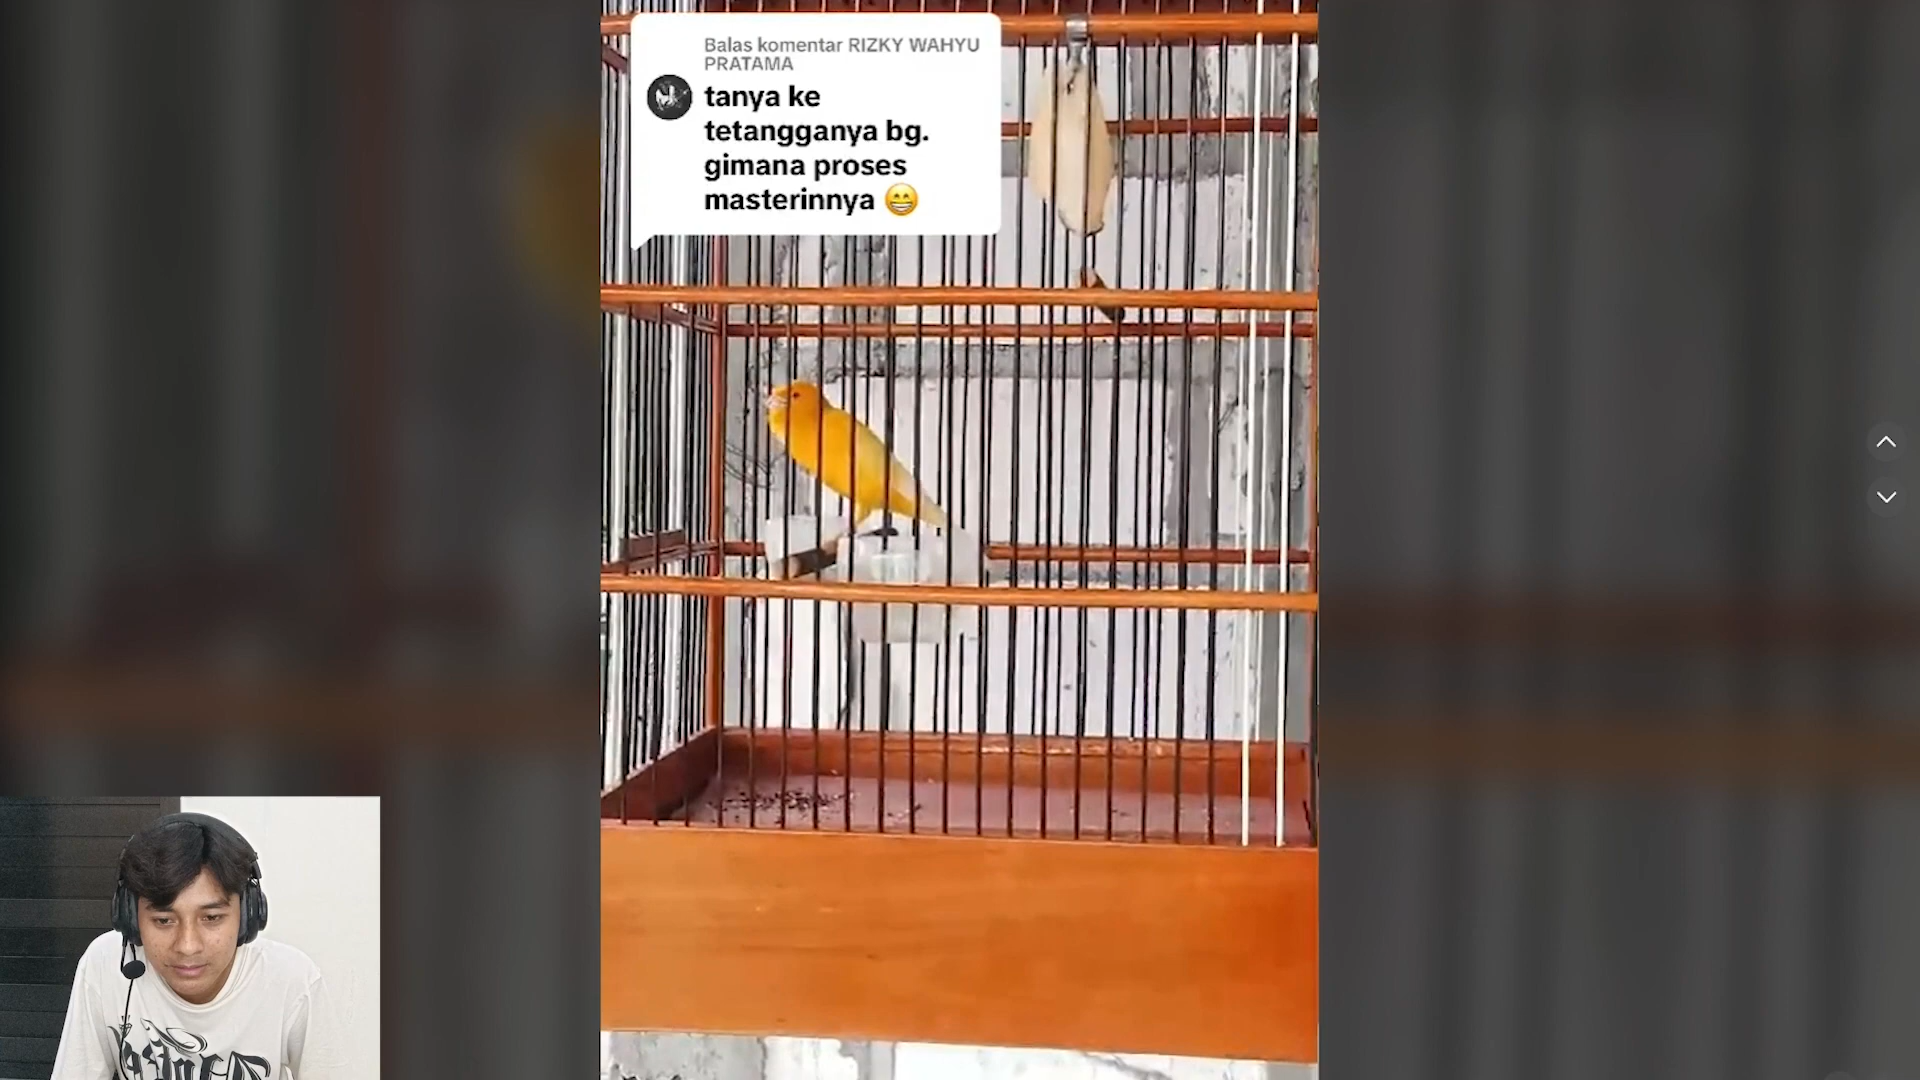 Balas komentar RIZKY WAHYU
PRATAMA
tanya ke
tetangganya bg.
gimana proses
masterinnya 😁